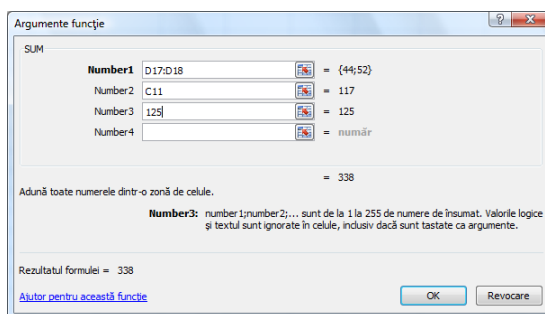 Argumente funcţie
SUM
Number1 D17:D18 = {44;52}
Number2 C11 = 117
Number3 125 = 125
Number4 = număr
= 338
Adună toate numerele dintr-o zonă de celule.
Number3: number1;number2;... sunt de la 1 la 255 de numere de însumat. Valorile logice
şi textul sunt ignorate în celule, inclusiv dacă sunt tastate ca argumente.
Rezultatul formulei = 338
Ajutor pentru această funcţie
OK Revocare